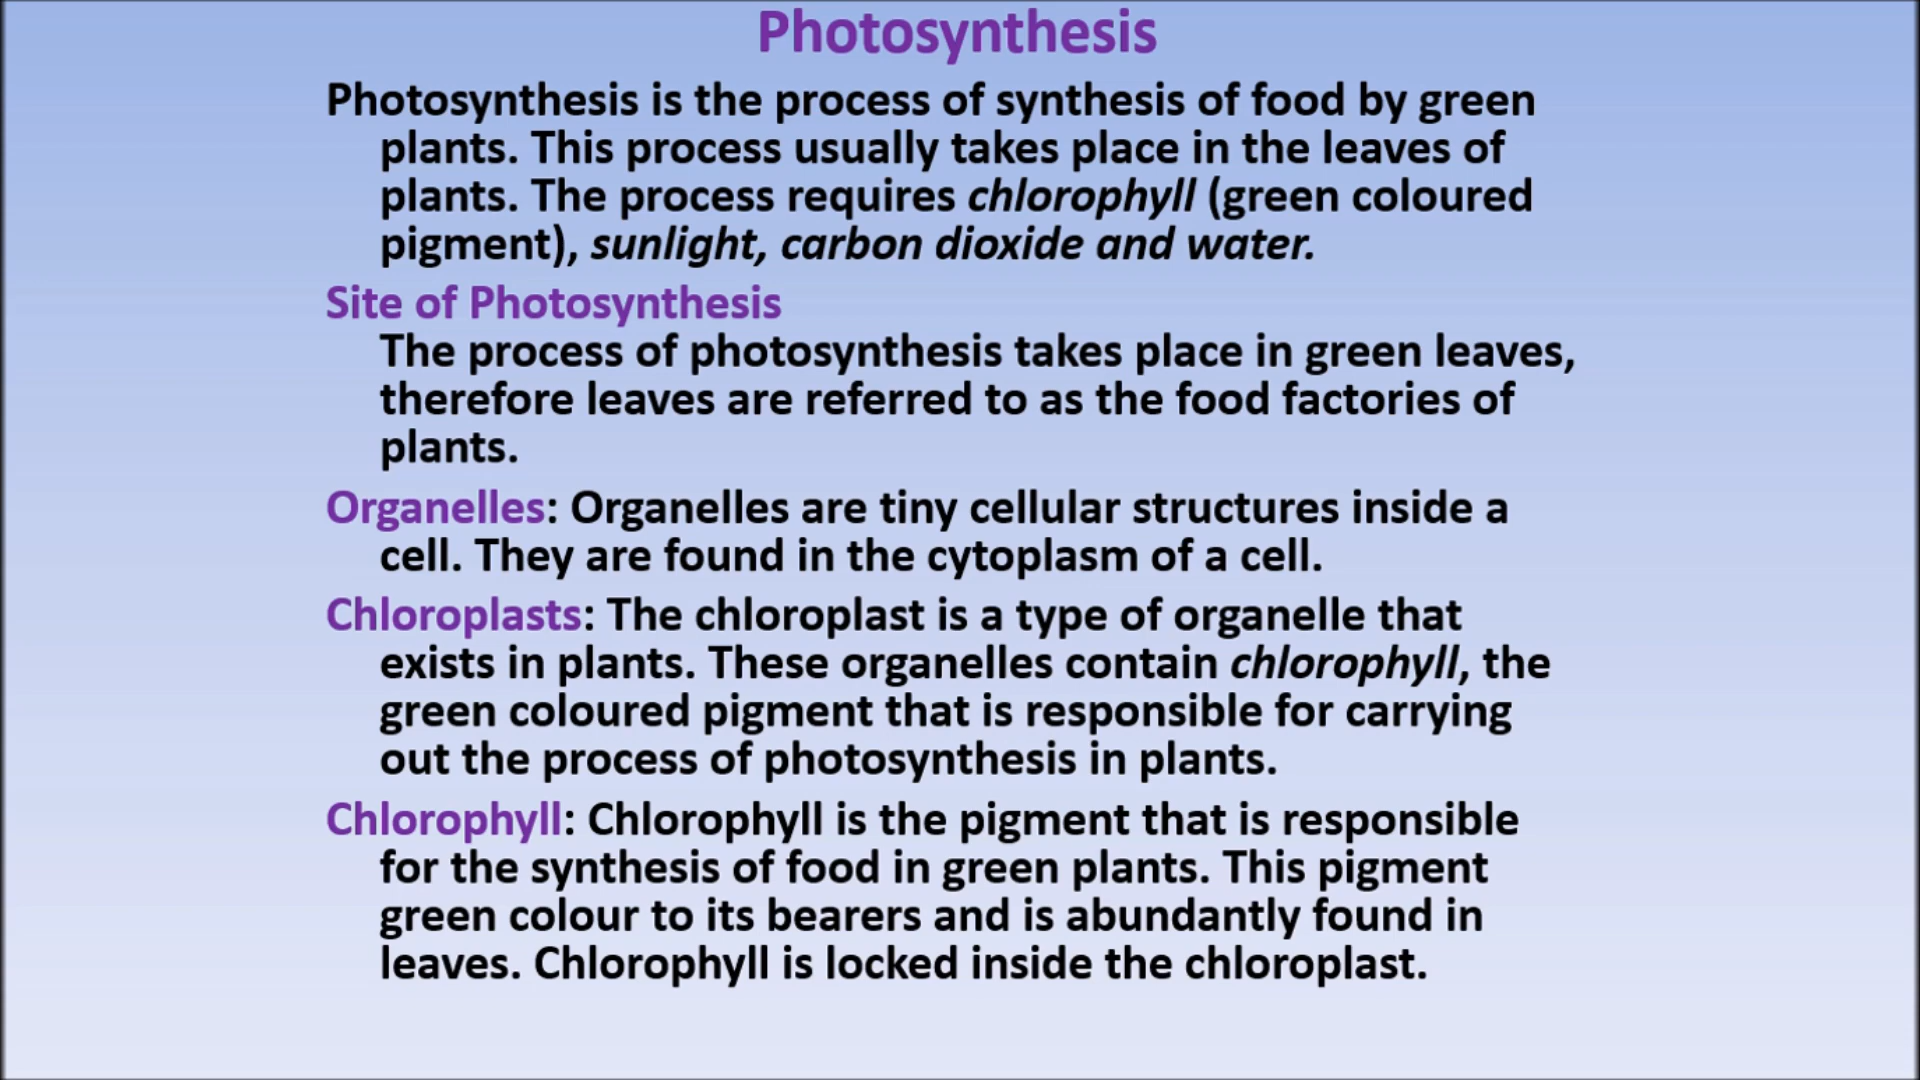 Photosynthesis
Photosynthesis is the process of synthesis of food by green
plants. This process usually takes place in the leaves of
plants. The process requires chlorophyll (green coloured
pigment), sunlight, carbon dioxide and water.
Site of Photosynthesis
The process of photosynthesis takes place in green leaves,
therefore leaves are referred to as the food factories of
plants.
Organelles: Organelles are tiny cellular structures inside a
cell. They are found in the cytoplasm of a cell.
Chloroplasts: The chloroplast is a type of organelle that
exists in plants. These organelles contain chlorophyll, the
green coloured pigment that is responsible for carrying
out the process of photosynthesis in plants.
Chlorophyll: Chlorophyll is the pigment that is responsible
for the synthesis of food in green plants. This pigment
green colour to its bearers and is abundantly found in
leaves. Chlorophyll is locked inside the chloroplast.